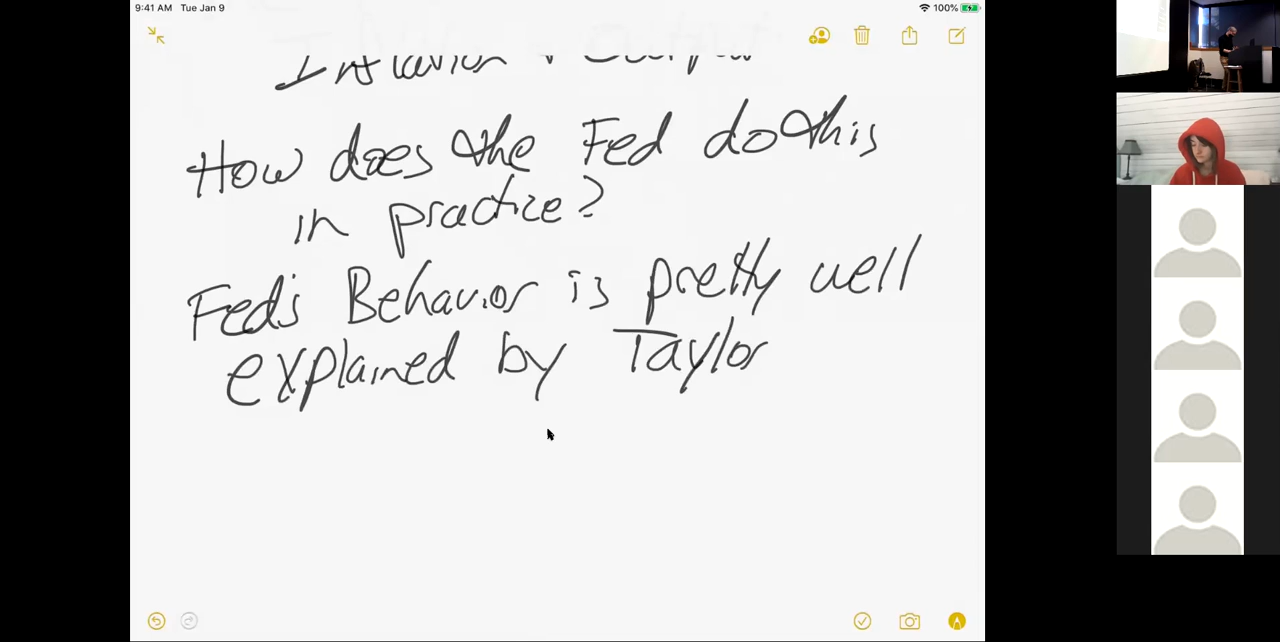 9:41 AM Tue Jan 9
100%
How does the Fed do this
in practice?
Fed's Behavior is pretty well
explained by Taylor